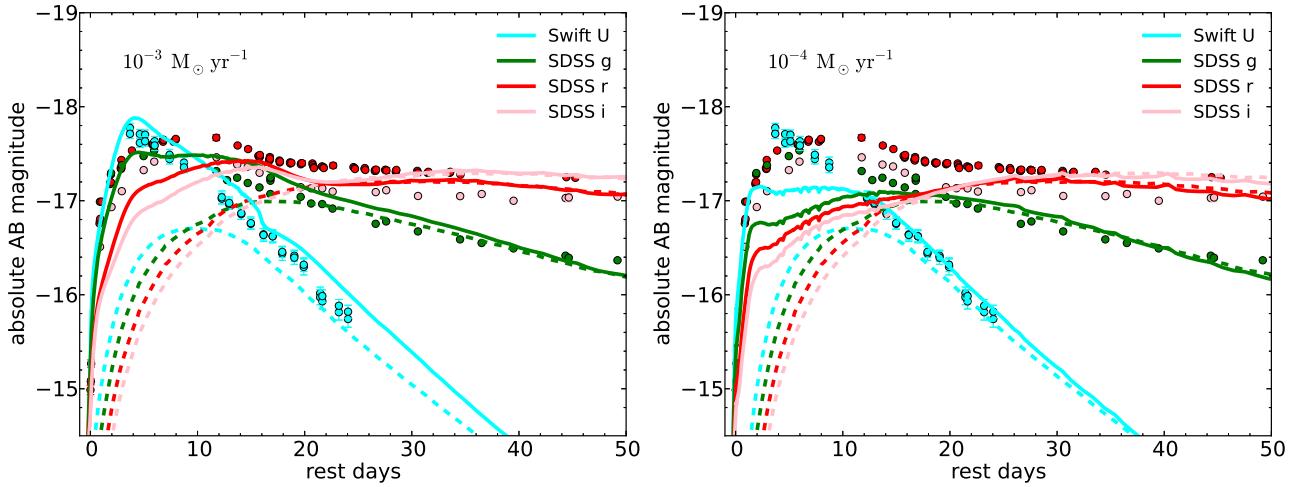 10⁻³ M⊙ yr⁻¹
Swift U
SDSS g
SDSS r
SDSS i
−19
−18
−17
−16
−15
absolute AB magnitude
0 10 20 30 40 50
rest days
10⁻⁴ M⊙ yr⁻¹
Swift U
SDSS g
SDSS r
SDSS i
−19
−18
−17
−16
−15
absolute AB magnitude
0 10 20 30 40 50
rest days